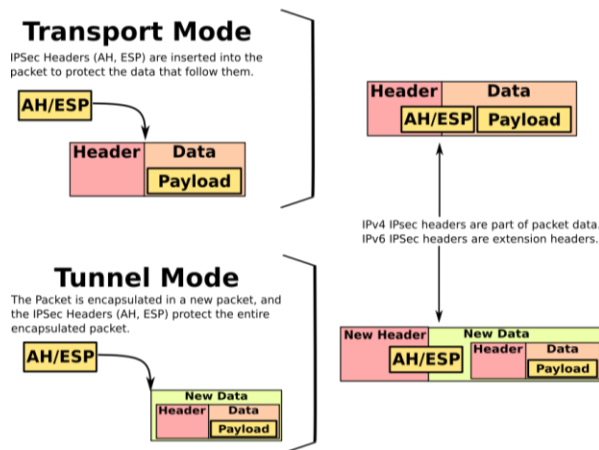 Transport Mode
IPSec Headers (AH, ESP) are inserted into the
packet to protect the data that follow them.
AH/ESP
Header Data
Payload
Header Data
AH/ESP Payload
IPv4 IPsec headers are part of packet data.
IPv6 IPSec headers are extension headers.
Tunnel Mode
The Packet is encapsulated in a new packet, and
the IPSec Headers (AH, ESP) protect the entire
encapsulated packet.
AH/ESP
New Data
Header Data
Payload
New Header New Data
AH/ESP Header Data
Payload